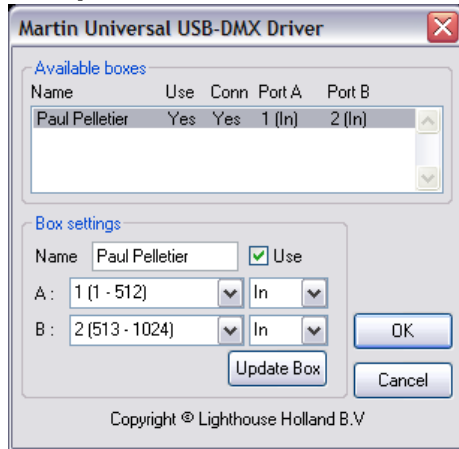 Martin Universal USB-DMX Driver
Available boxes
Name Use Conn Port A Port B
Paul Pelletier Yes Yes 1 (In) 2 (In)
Box settings
Name Paul Pelletier Use
A : 1 (1 - 512) In
B : 2 (513 - 1024) In OK
Update Box Cancel
Copyright © Lighthouse Holland B.V